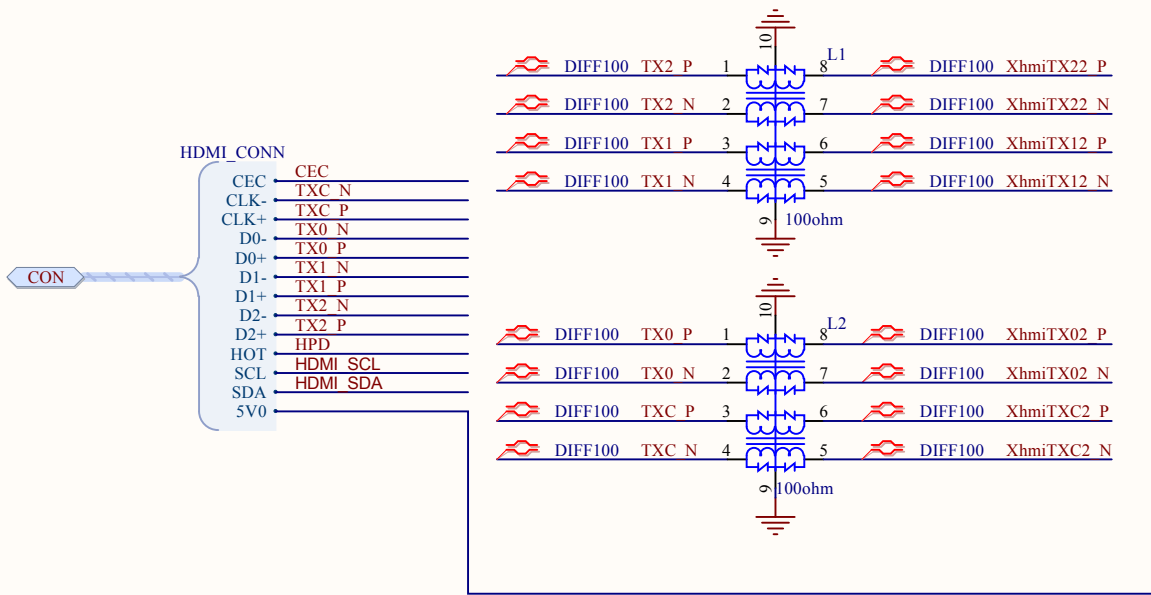 HDMI_CONN
CON
CEC CEC
CLK- TXC_N
CLK+ TXC_P
D0- TX0_N
D0+ TX0_P
D1- TX1_N
D1+ TX1_P
D2- TX2_N
D2+ TX2_P
HOT HPD
SCL HDMI_SCL
SDA HDMI_SDA
5V0
10
L1
DIFF100 TX2_P 1 8 DIFF100 XhmiTX22_P
DIFF100 TX2_N 2 7 DIFF100 XhmiTX22_N
DIFF100 TX1_P 3 6 DIFF100 XhmiTX12_P
DIFF100 TX1_N 4 5 DIFF100 XhmiTX12_N
9 100ohm
10
L2
DIFF100 TX0_P 1 8 DIFF100 XhmiTX02_P
DIFF100 TX0_N 2 7 DIFF100 XhmiTX02_N
DIFF100 TXC_P 3 6 DIFF100 XhmiTXC2_P
DIFF100 TXC_N 4 5 DIFF100 XhmiTXC2_N
9 100ohm